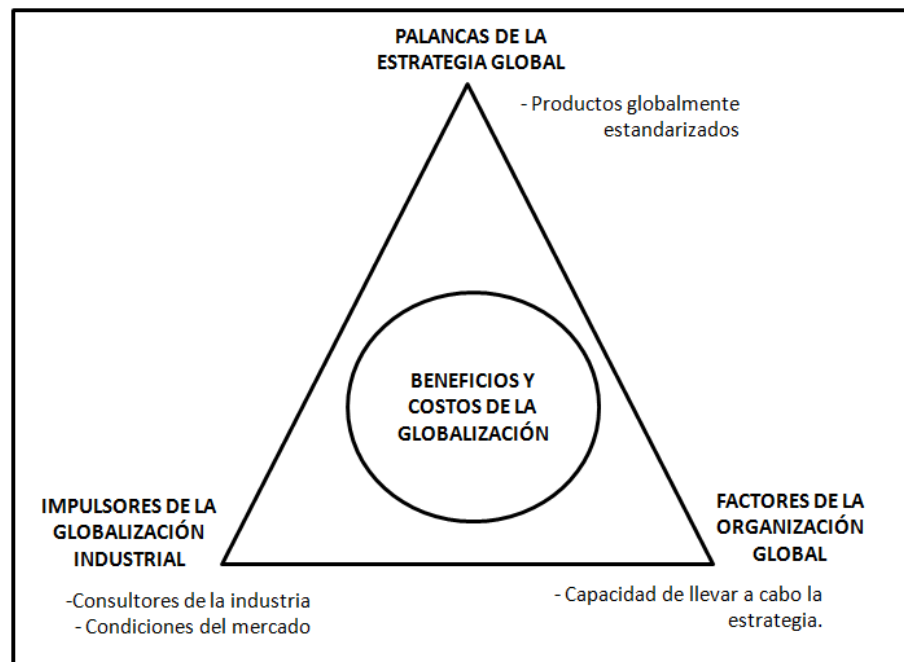 PALANCAS DE LA
ESTRATEGIA GLOBAL
- Productos globalmente
estandarizados
BENEFICIOS Y
COSTOS DE LA
GLOBALIZACIÓN
IMPULSORES DE LA
GLOBALIZACIÓN
INDUSTRIAL
-Consultores de la industria
- Condiciones del mercado
FACTORES DE LA
ORGANIZACIÓN
GLOBAL
- Capacidad de llevar a cabo la
estrategia.